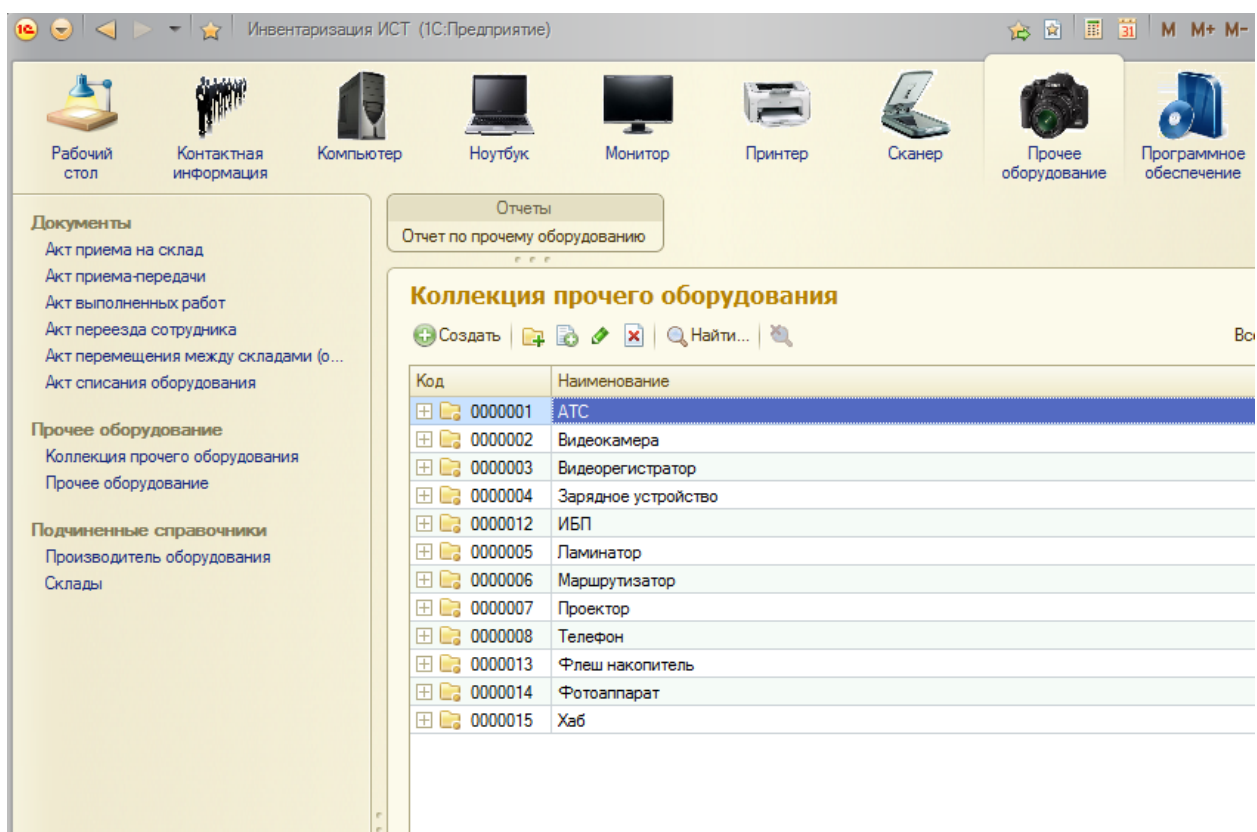 Инвентаризация ИСТ (1С:Предприятие)
31 M M+ M-
Рабочий стол
Контактная информация
Компьютер
Ноутбук
Монитор
Принтер
Сканер
Прочее оборудование
Программное обеспечение
Документы
Акт приема на склад
Акт приема-передачи
Акт выполненных работ
Акт переезда сотрудника
Акт перемещения между складами (о...
Акт списания оборудования
Прочее оборудование
Коллекция прочего оборудования
Прочее оборудование
Подчиненные справочники
Производитель оборудования
Склады
Отчеты
Отчет по прочему оборудованию
Коллекция прочего оборудования
Создать Найти... Все
Код Наименование
0000001 АТС
0000002 Видеокамера
0000003 Видеорегистратор
0000004 Зарядное устройство
0000012 ИБП
0000005 Ламинатор
0000006 Маршрутизатор
0000007 Проектор
0000008 Телефон
0000013 Флеш накопитель
0000014 Фотоаппарат
0000015 Хаб